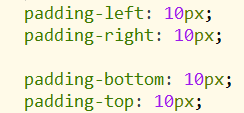 padding-left: 10px;
padding-right: 10px;
padding-bottom: 10px;
padding-top: 10px;